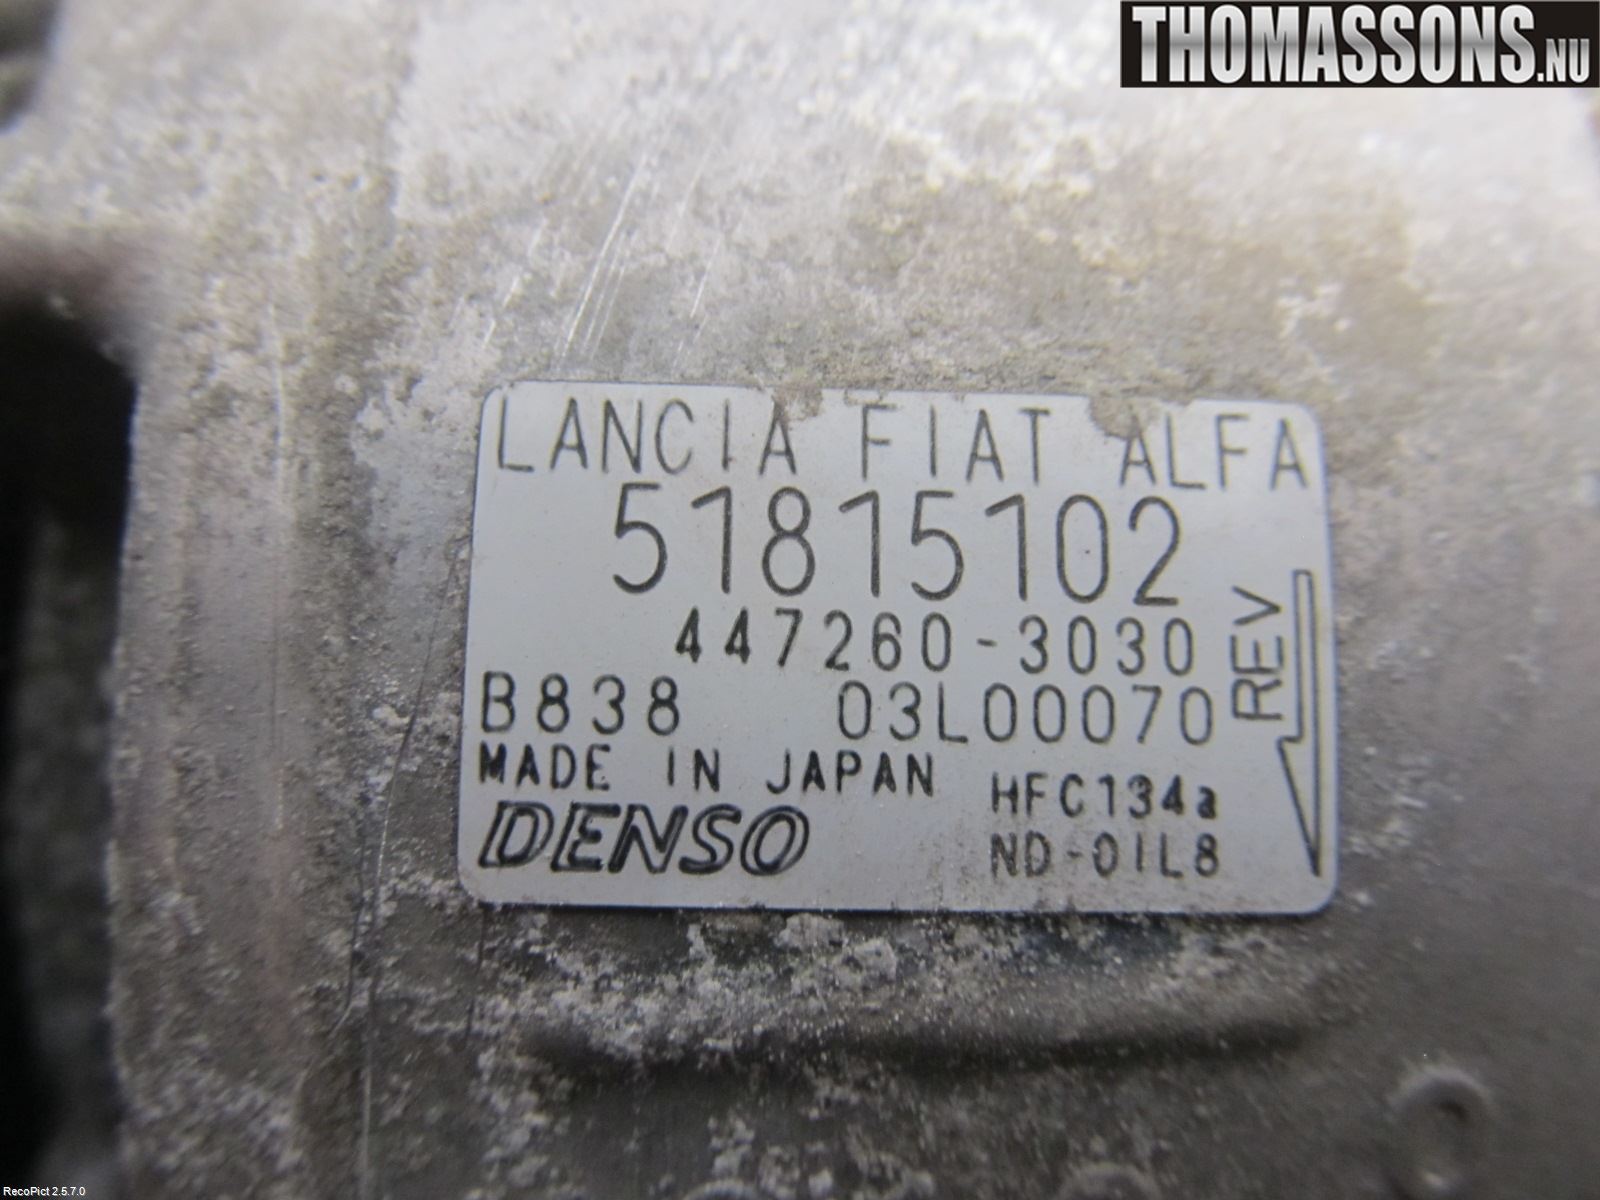 THOMASSONS.NU
LANCIA FIAT ALFA
51815102
447260-3030
B838 03L00070
REV
MADE IN JAPAN
HFC134a
DENSO
ND-OIL8
RecoPict 2.5.7.0